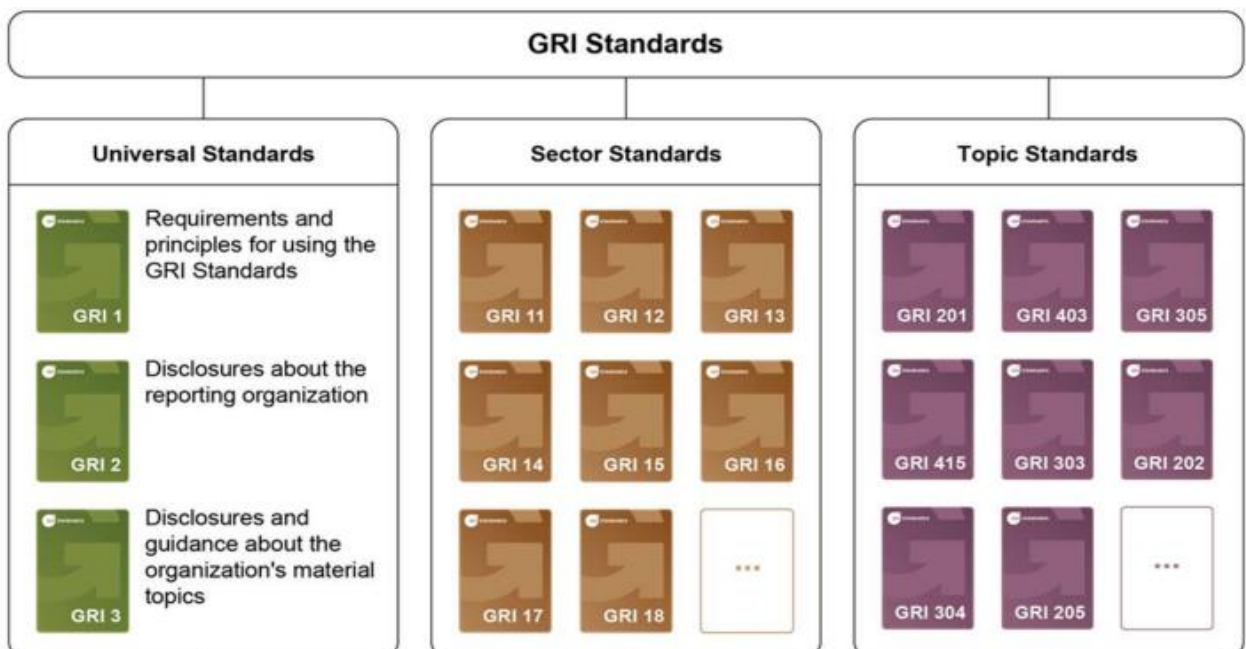 GRI Standards
Universal Standards
Requirements and
principles for using the
GRI Standards
GRI 1
Disclosures about the
reporting organization
GRI 2
Disclosures and
guidance about the
organization's material
topics
GRI 3
Sector Standards
GRI 11
GRI 12
GRI 13
GRI 14
GRI 15
GRI 16
GRI 17
GRI 18
...
Topic Standards
GRI 201
GRI 403
GRI 305
GRI 415
GRI 303
GRI 202
GRI 304
GRI 205
...